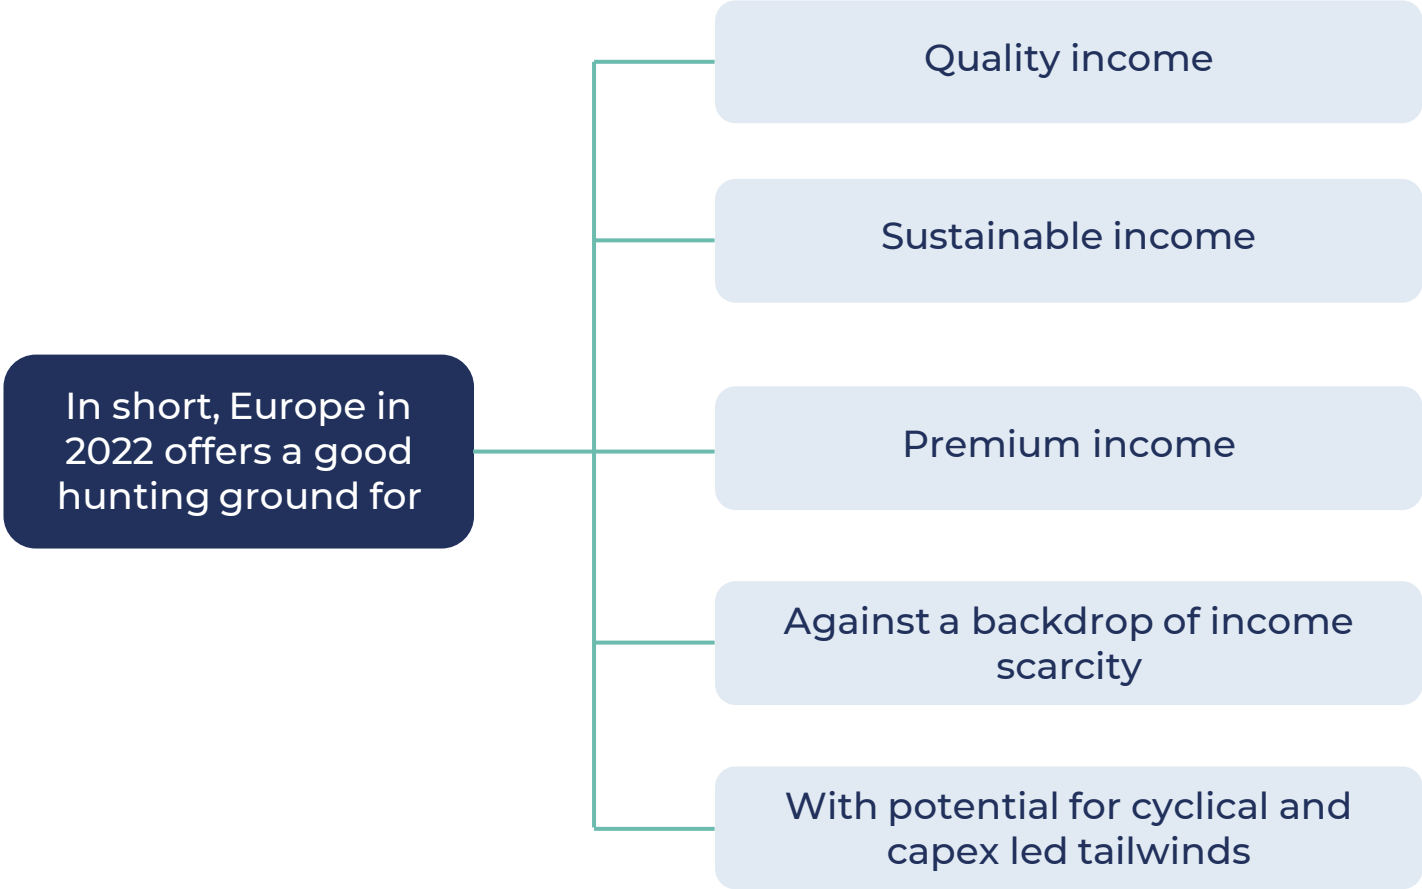 In short, Europe in
2022 offers a good
hunting ground for
Quality income
Sustainable income
Premium income
Against a backdrop of income
scarcity
With potential for cyclical and
capex led tailwinds